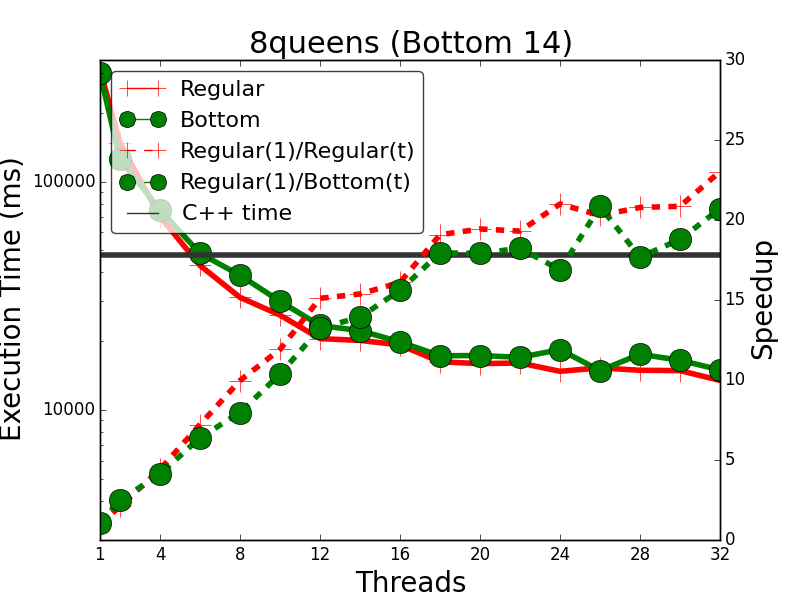 8queens (Bottom 14)
Regular
Bottom
Regular(1)/Regular(t)
Regular(1)/Bottom(t)
C++ time
Execution Time (ms)
100000
10000
Speedup
30
25
20
15
10
5
0
1 4 8 12 16 20 24 28 32
Threads